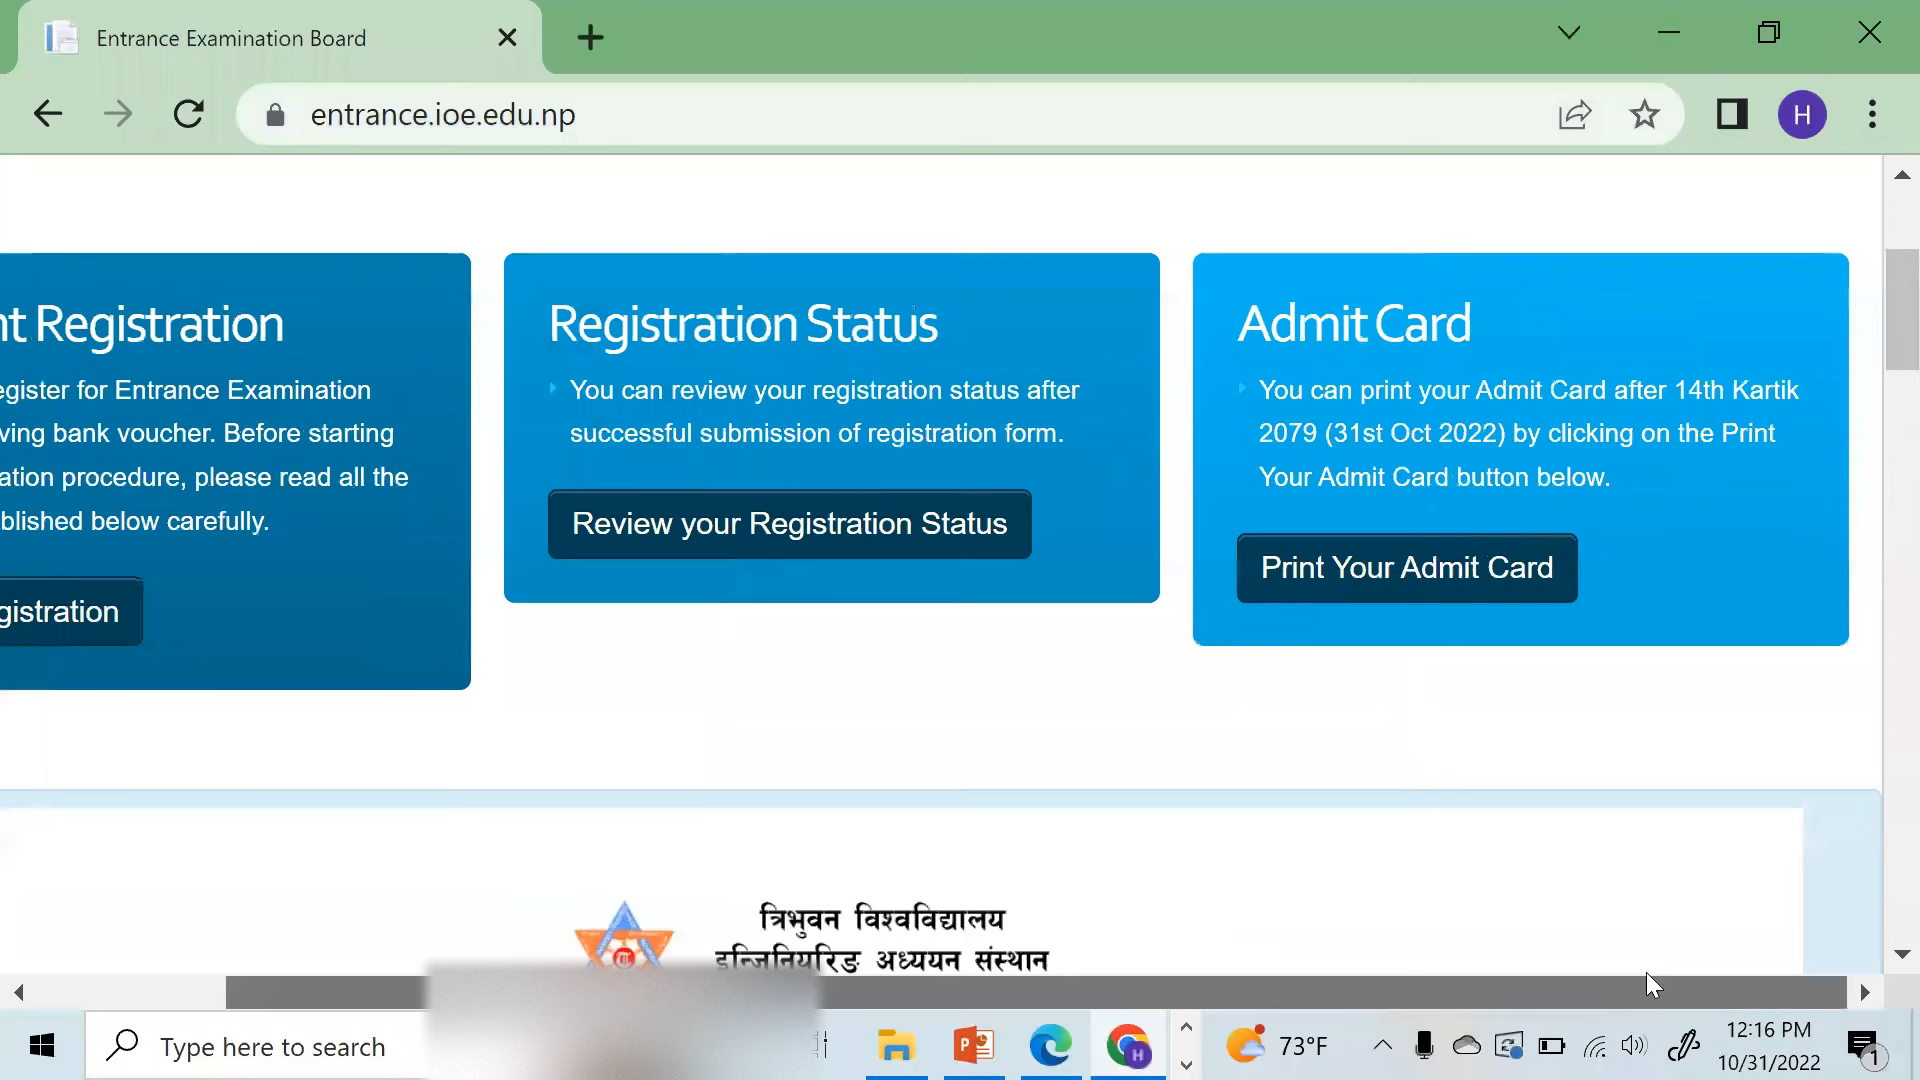 Entrance Examination Board
entrance.ioe.edu.np
H
nt Registration
egister for Entrance Examination
ving bank voucher. Before starting
ation procedure, please read all the
blished below carefully.
gistration
Registration Status
You can review your registration status after
successful submission of registration form.
Review your Registration Status
Admit Card
You can print your Admit Card after 14th Kartik
2079 (31st Oct 2022) by clicking on the Print
Your Admit Card button below.
Print Your Admit Card
त्रिभुवन विश्वविद्यालय
इन्जिनियरिङ अध्ययन संस्थान
Type here to search
73°F
12:16 PM
10/31/2022
1